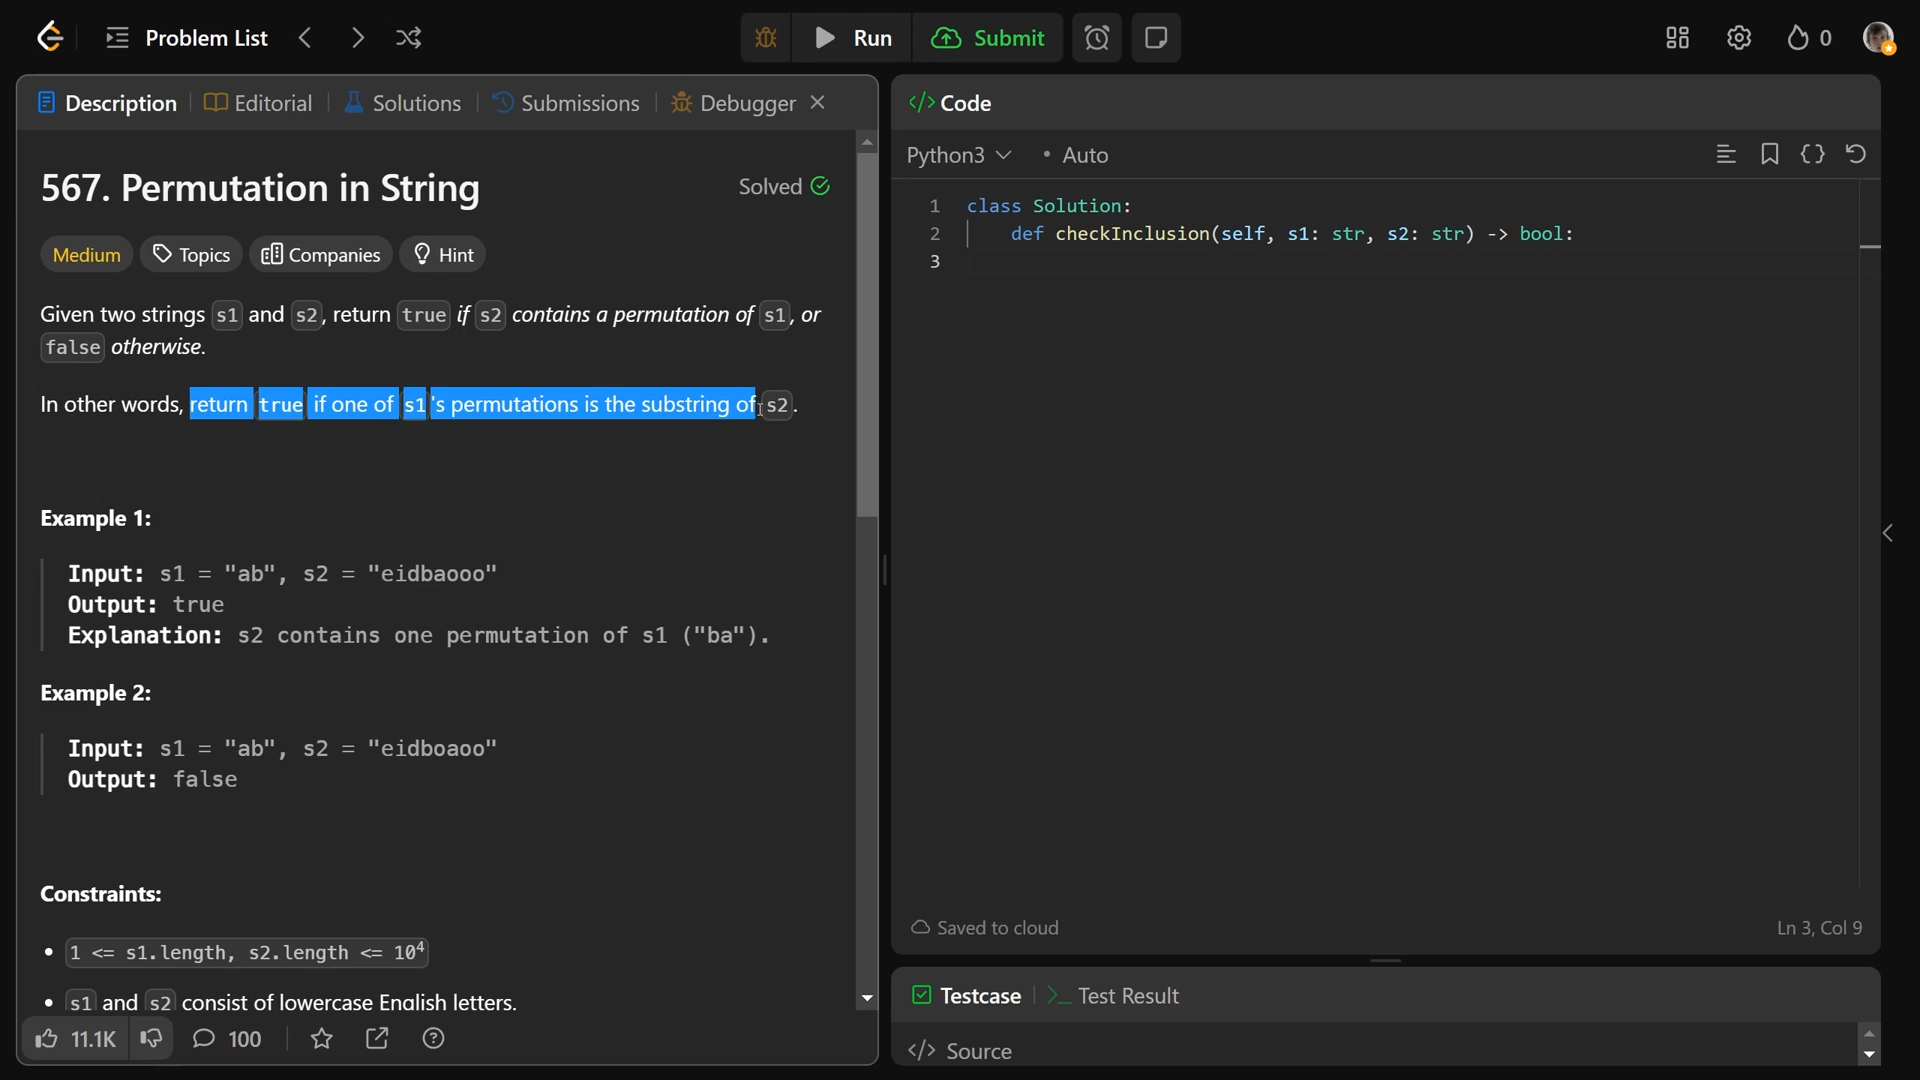 Problem List
Run
Submit
0
Description
Editorial
Solutions
Submissions
Debugger
567. Permutation in String
Solved
Medium
Topics
Companies
Hint
Given two strings s1 and s2, return true if s2 contains a permutation of s1, or
false otherwise.
In other words, return true if one of s1's permutations is the substring of s2.
Example 1:
Input: s1 = "ab", s2 = "eidbaooo"
Output: true
Explanation: s2 contains one permutation of s1 ("ba").
Example 2:
Input: s1 = "ab", s2 = "eidboaoo"
Output: false
Constraints:
• 1 <= s1.length, s2.length <= 10⁴
• s1 and s2 consist of lowercase English letters.
11.1K
100
</> Code
Python3
• Auto
1 class Solution:
2 def checkInclusion(self, s1: str, s2: str) -> bool:
3
Saved to cloud
Ln 3, Col 9
Testcase
Test Result
</> Source